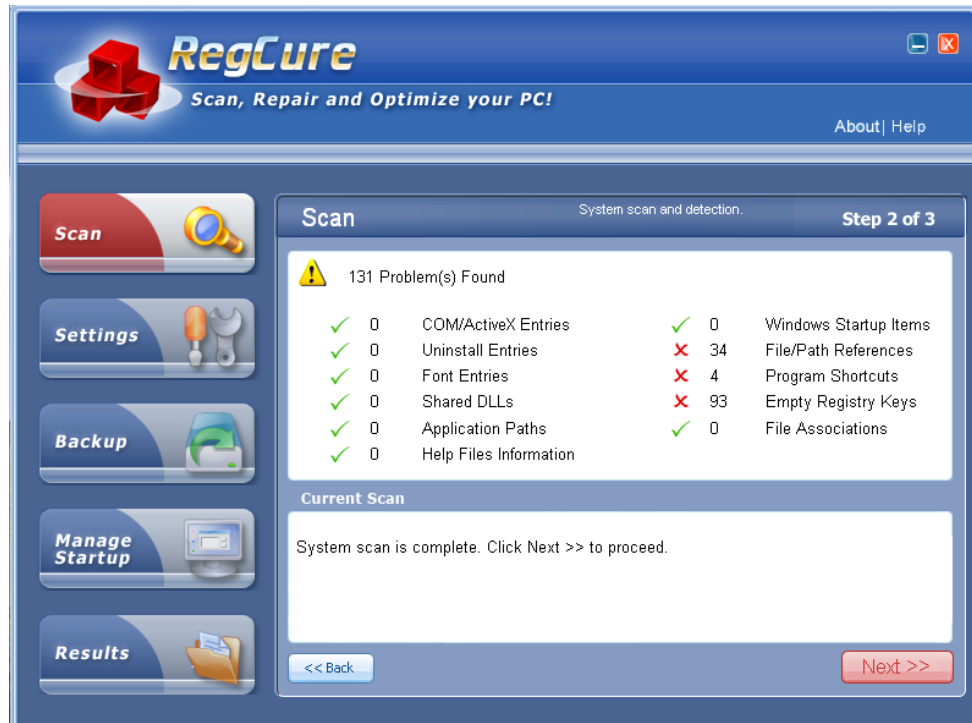 RegCure
Scan, Repair and Optimize your PC!
About| Help
Scan
Settings
Backup
Manage
Startup
Results
Scan
System scan and detection.
Step 2 of 3
131 Problem(s) Found
0 COM/ActiveX Entries
0 Uninstall Entries
0 Font Entries
0 Shared DLLs
0 Application Paths
0 Help Files Information
0 Windows Startup Items
34 File/Path References
4 Program Shortcuts
93 Empty Registry Keys
0 File Associations
Current Scan
System scan is complete. Click Next >> to proceed.
<< Back
Next >>